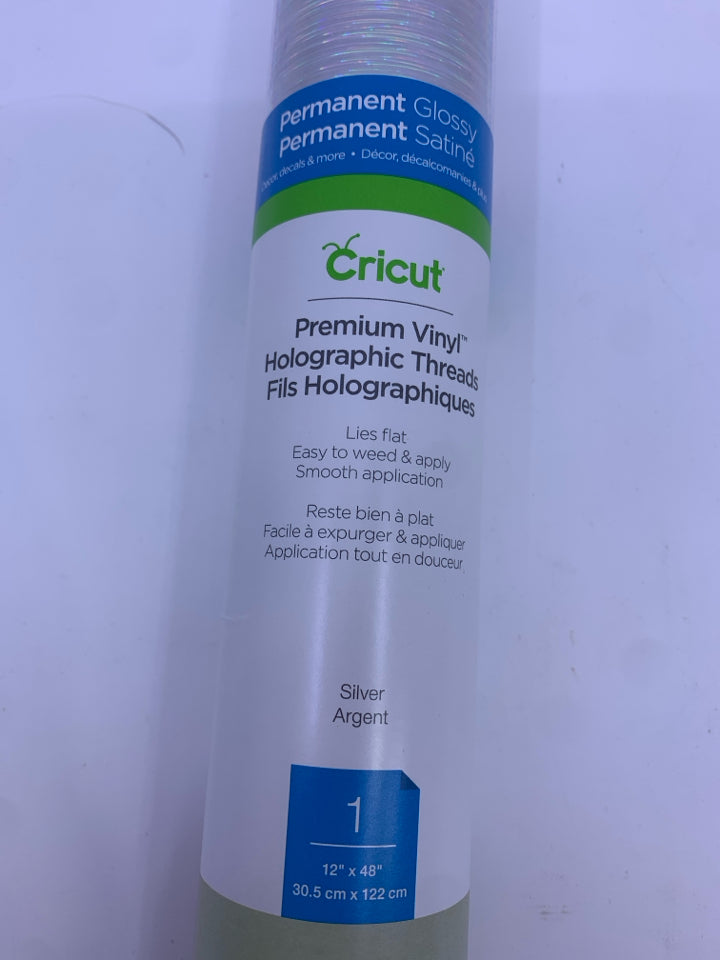 Permanent Glossy
Permanent Satiné
Décor, decals & more • Décor, décalcomanies & plus
Cricut
Premium Vinyl™
Holographic Threads
Fils Holographiques
Lies flat
Easy to weed & apply
Smooth application
Reste bien à plat
Facile à expurger & appliquer
Application tout en douceur
Silver
Argent
1
12" x 48"
30.5 cm x 122 cm